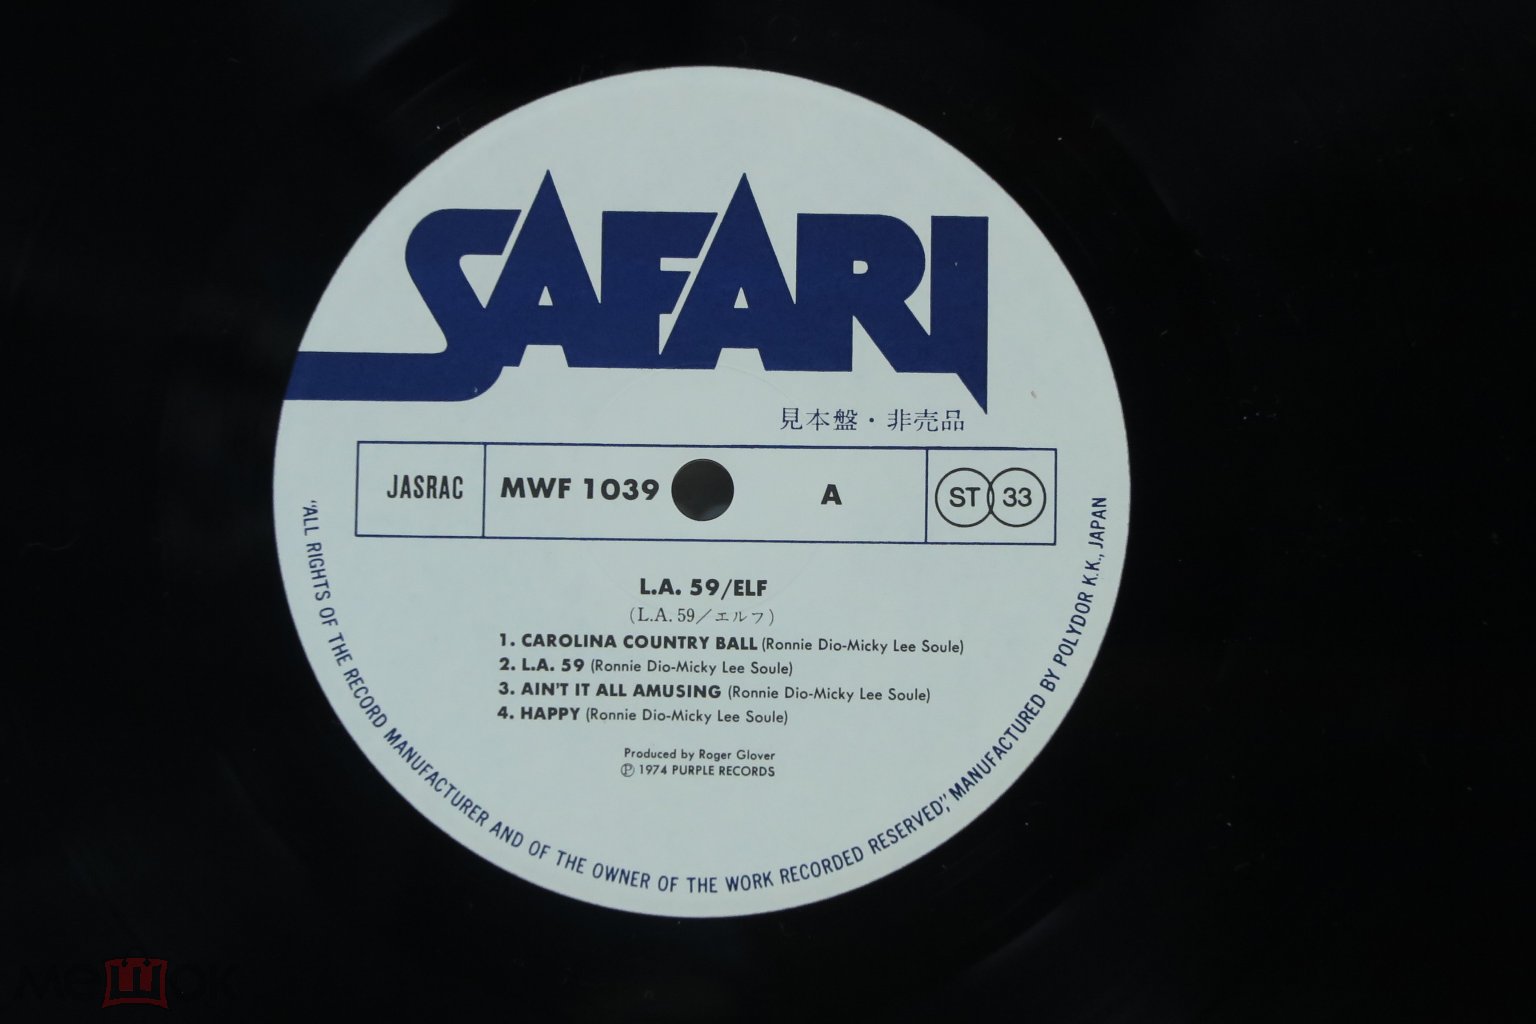 SAFARI
見本盤・非売品
JASRAC MWF 1039 A ST 33
L.A. 59/ELF
(L.A. 59／エルフ)
1. CAROLINA COUNTRY BALL (Ronnie Dio-Micky Lee Soule)
2. L.A. 59 (Ronnie Dio-Micky Lee Soule)
3. AIN'T IT ALL AMUSING (Ronnie Dio-Micky Lee Soule)
4. HAPPY (Ronnie Dio-Micky Lee Soule)
Produced by Roger Glover
Ⓟ 1974 PURPLE RECORDS
"ALL RIGHTS OF THE RECORD MANUFACTURER AND OF THE OWNER OF THE WORK RECORDED RESERVED," MANUFACTURED BY POLYDOR K.K., JAPAN
мешок